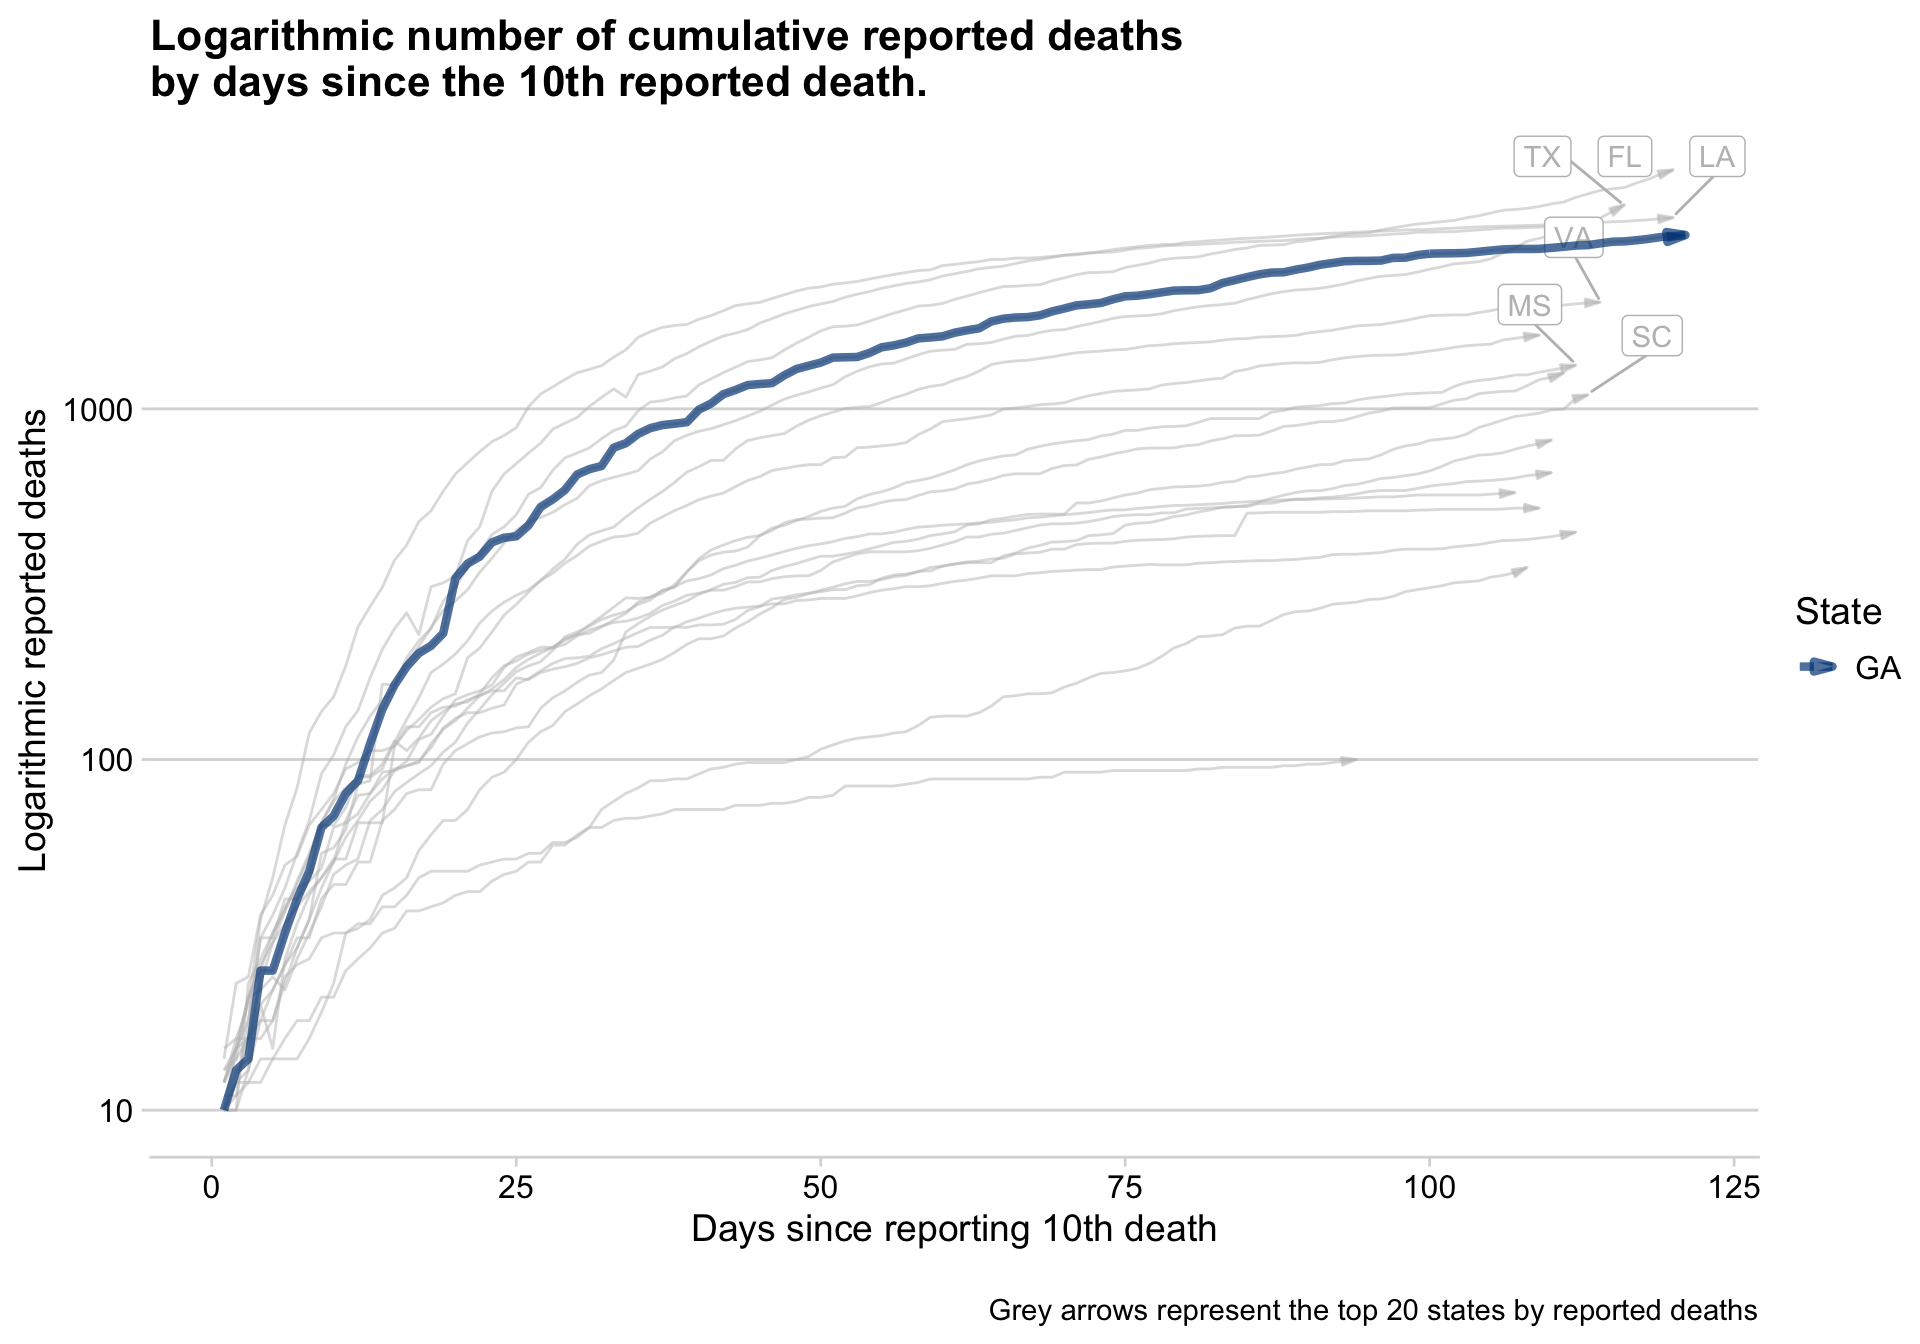 Logarithmic number of cumulative reported deaths
by days since the 10th reported death.
TX FL LA
VA
MS
SC
Logarithmic reported deaths
1000
100
10
0 25 50 75 100 125
Days since reporting 10th death
State
GA
Grey arrows represent the top 20 states by reported deaths